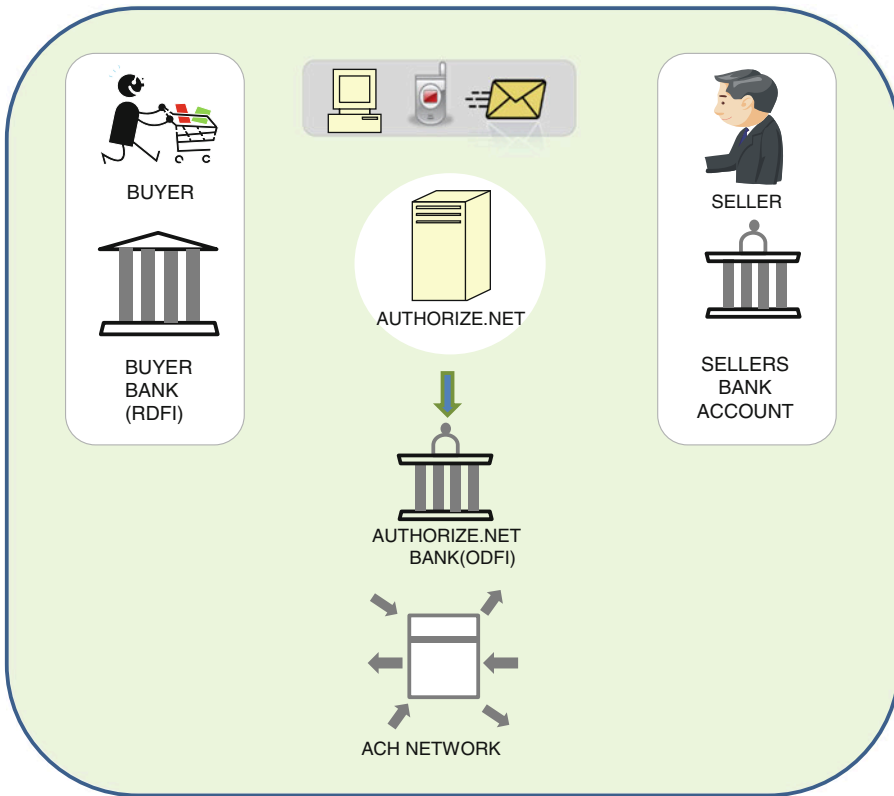 BUYER
BUYER
BANK
(RDFI)
AUTHORIZE.NET
AUTHORIZE.NET
BANK(ODFI)
ACH NETWORK
SELLER
SELLERS
BANK
ACCOUNT